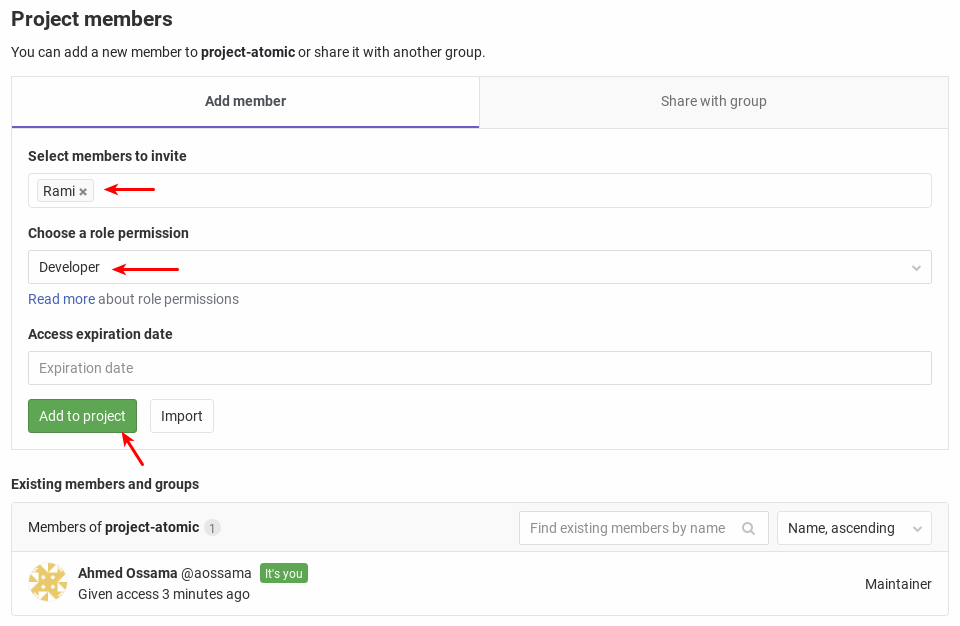 Project members
You can add a new member to project-atomic or share it with another group.
Add member
Share with group
Select members to invite
Rami ×
Choose a role permission
Developer
Read more about role permissions
Access expiration date
Expiration date
Add to project
Import
Existing members and groups
Members of project-atomic 1
Find existing members by name
Name, ascending
Ahmed Ossama @aossama It's you
Given access 3 minutes ago
Maintainer